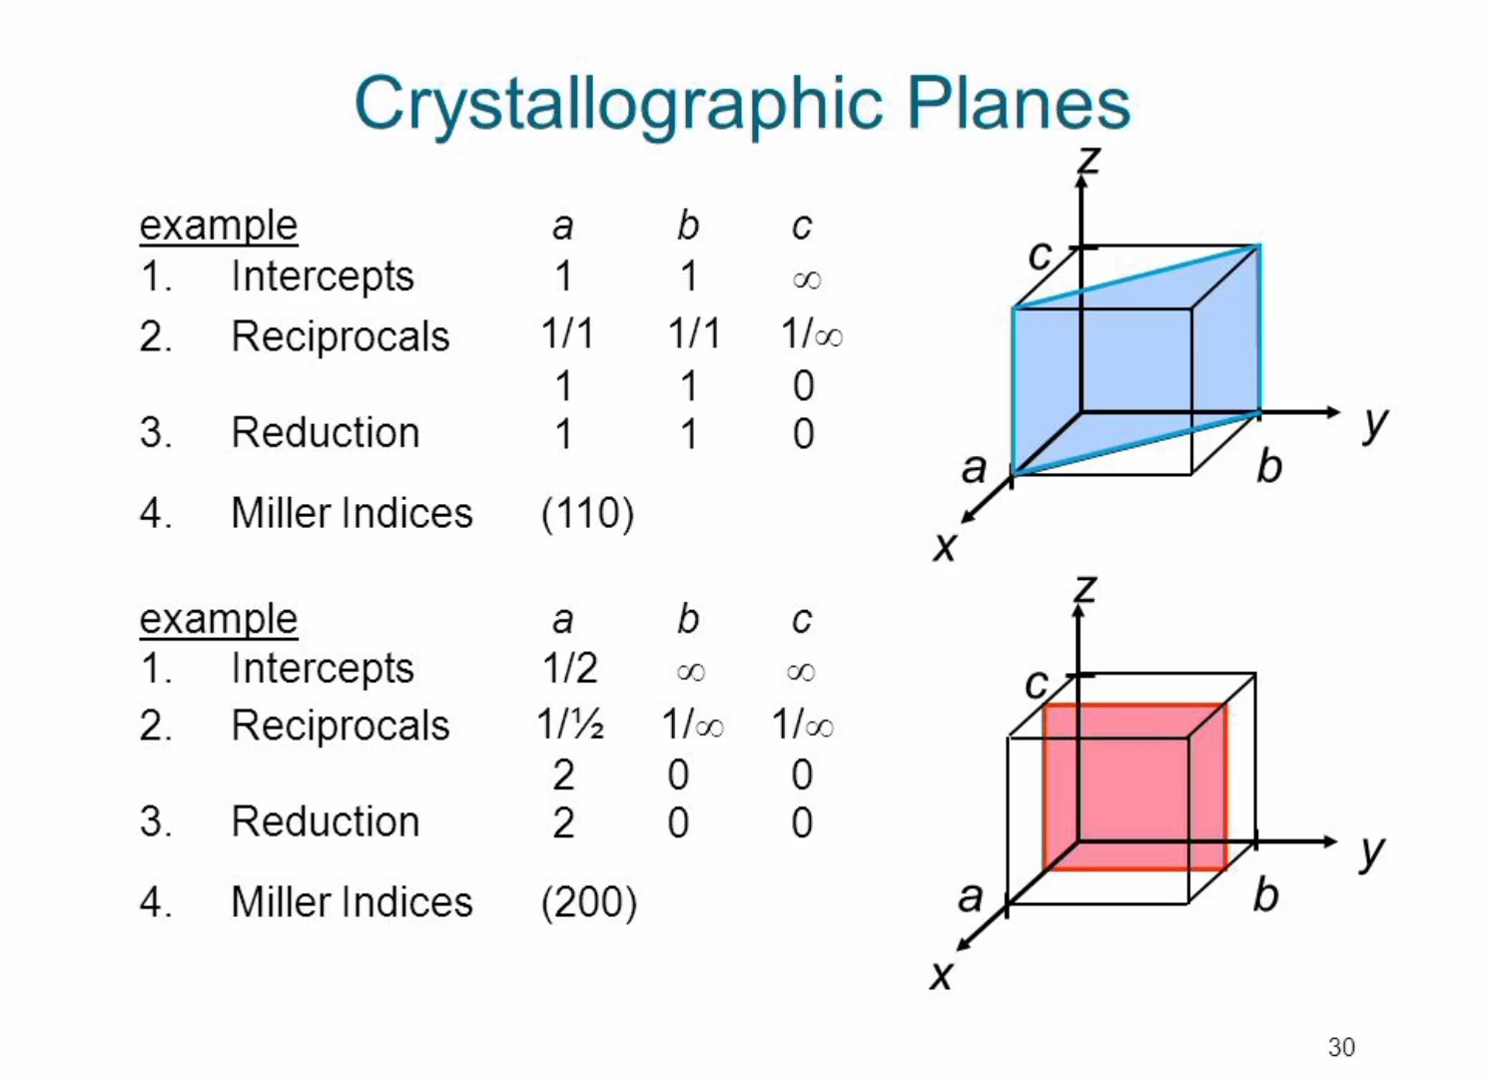 Crystallographic Planes
example a b c
1. Intercepts 1 1 ∞
2. Reciprocals 1/1 1/1 1/∞
1 1 0
3. Reduction 1 1 0
4. Miller Indices (110)
z
c
y
a
b
x
example a b c
1. Intercepts 1/2 ∞ ∞
2. Reciprocals 1/½ 1/∞ 1/∞
2 0 0
3. Reduction 2 0 0
4. Miller Indices (200)
z
c
y
a
b
x
30